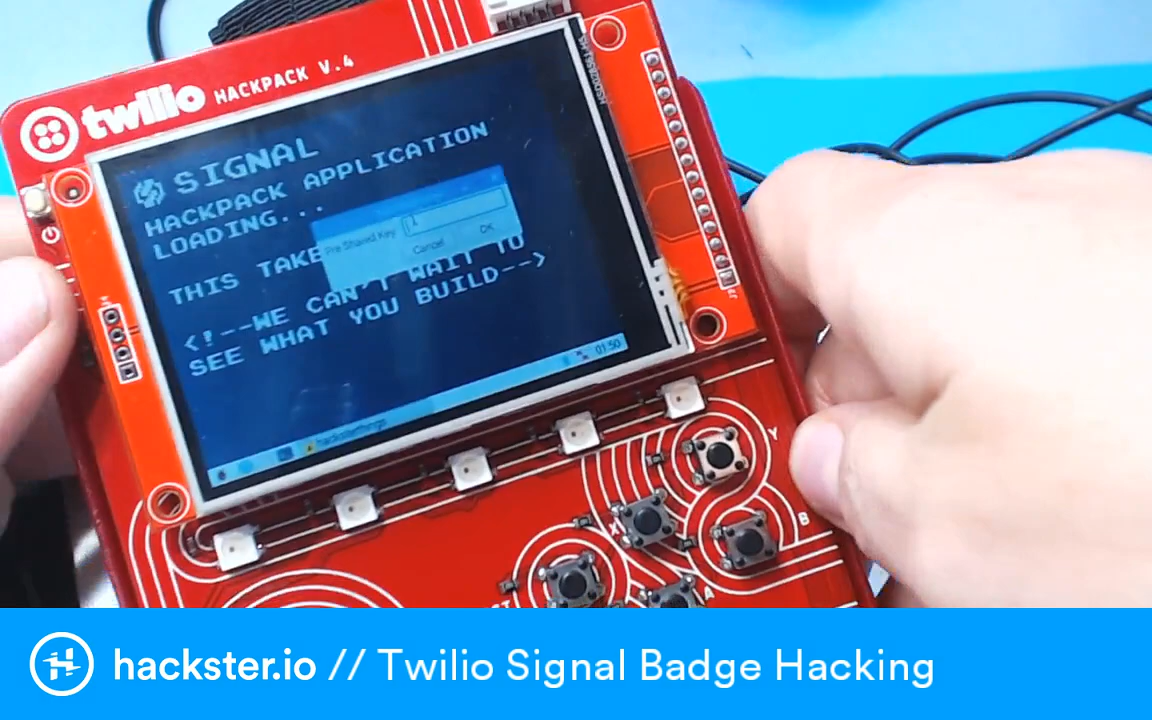 twilio HACKPACK V.4
SIGNAL
HACKPACK APPLICATION
LOADING...
Pre Shared Key
Cancel OK
THIS TAKE
WAIT TO
<!--WE CAN'T
SEE WHAT YOU BUILD-->
01:50
Y
X
B
A
hackster.io // Twilio Signal Badge Hacking